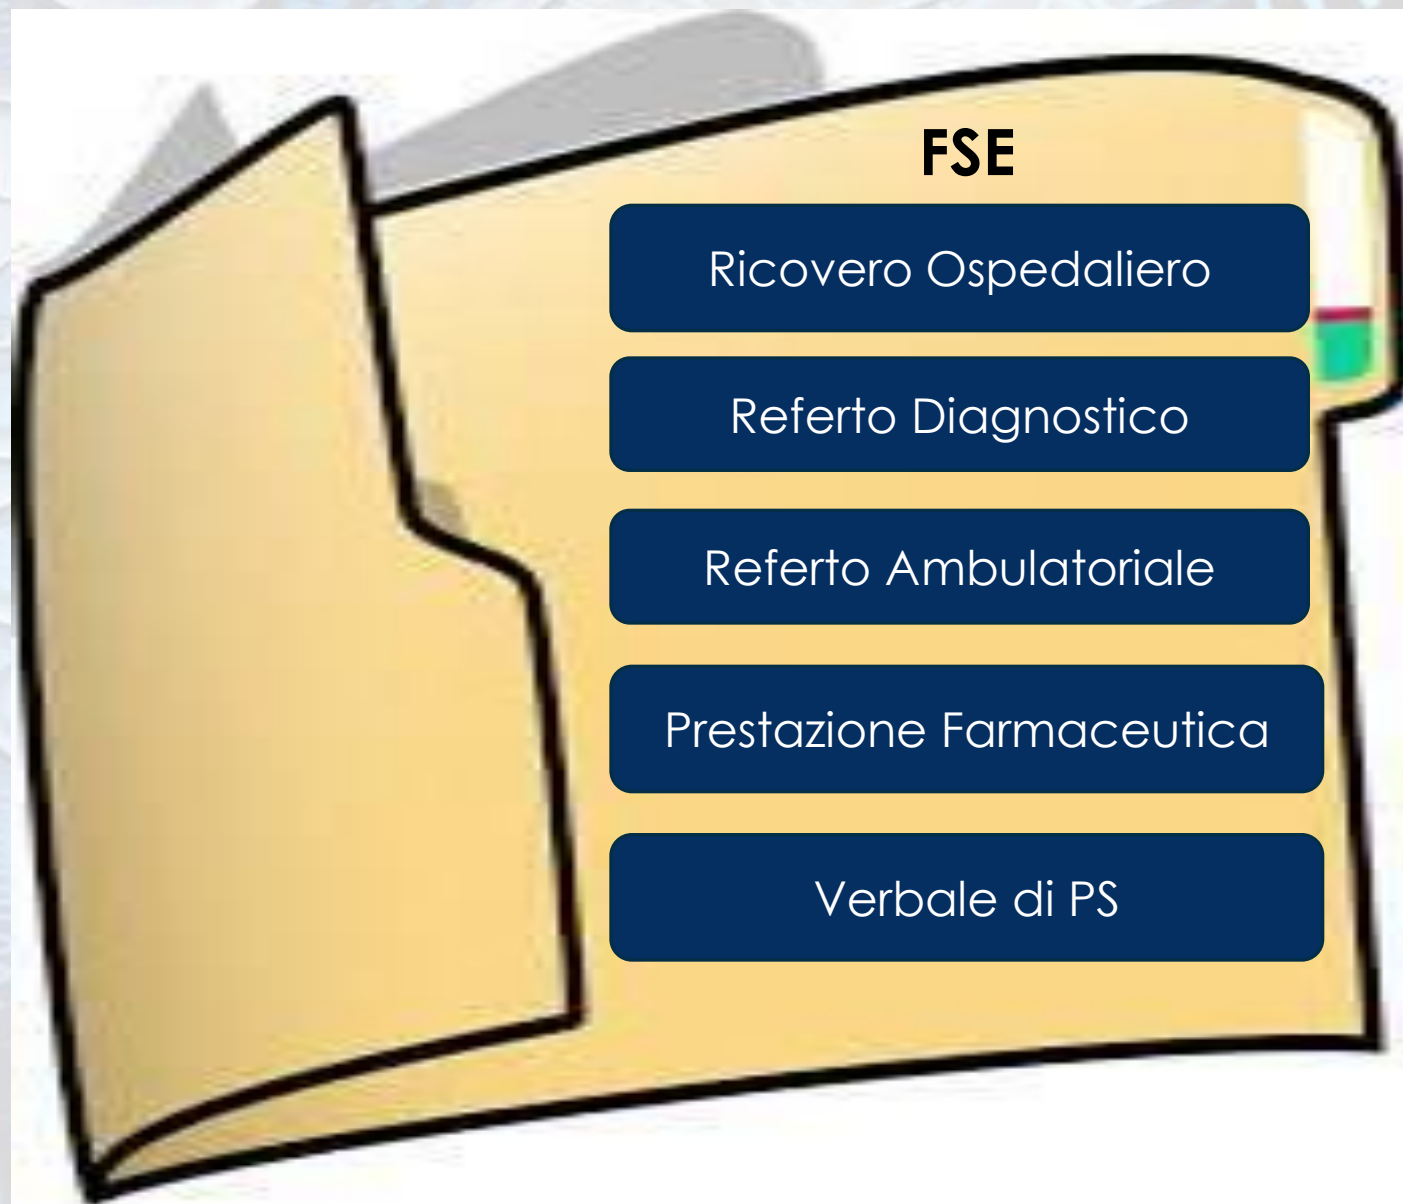 FSE
Ricovero Ospedaliero
Referto Diagnostico
Referto Ambulatoriale
Prestazione Farmaceutica
Verbale di PS